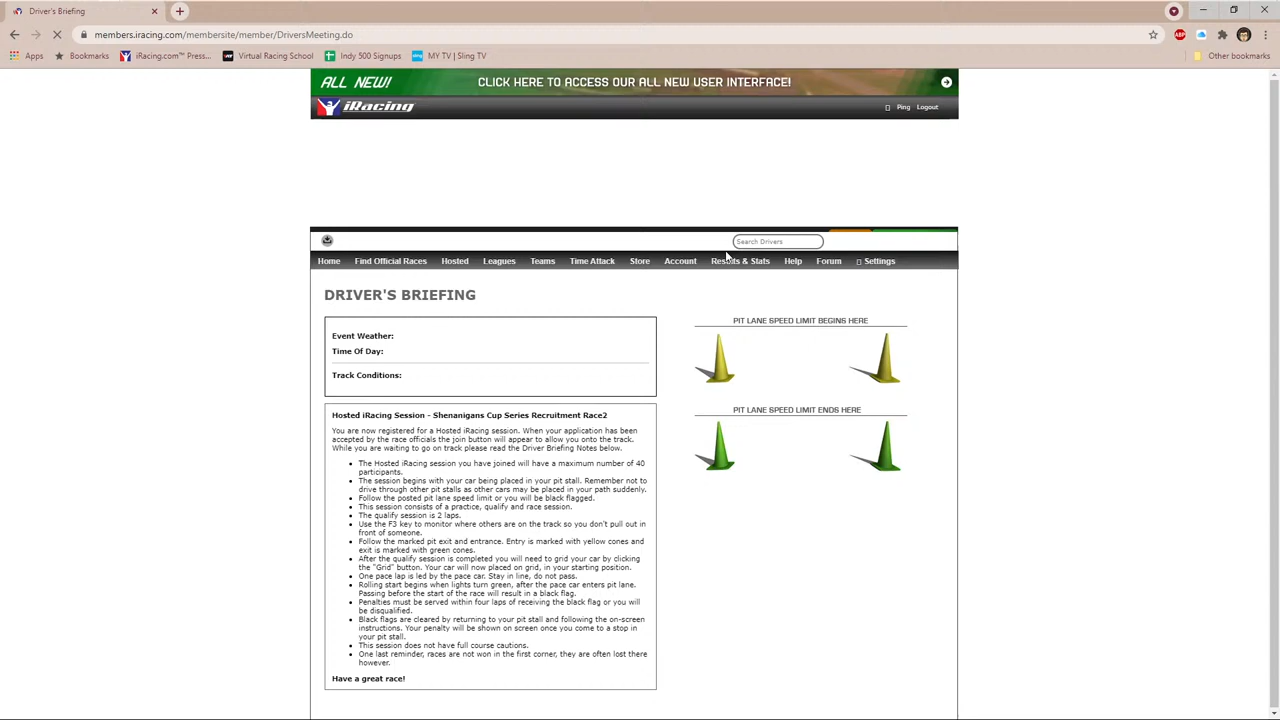 Driver's Briefing
members.iracing.com/membersite/member/DriversMeeting.do
ABP
Apps
Bookmarks
iRacing.com™ Pres...
Virtual Racing School
Indy 500 Signups
MY TV | Sling TV
Other bookmarks
ALL NEW!
CLICK HERE TO ACCESS OUR ALL NEW USER INTERFACE!
iRacing
Ping
Logout
Search Drivers
Home
Find Official Races
Hosted
Leagues
Teams
Time Attack
Store
Account
Results & Stats
Help
Forum
Settings
DRIVER'S BRIEFING
Event Weather:
Time Of Day:
Track Conditions:
Hosted iRacing Session - Shenanigans Cup Series Recruitment Race2
You are now registered for a Hosted iRacing session. When your application has been
accepted by the race officials the join button will appear to allow you onto the track.
While you are waiting to go on track please read the Driver Briefing Notes below.
The Hosted iRacing session you have joined will have a maximum number of 40
participants.
The session begins with your car being placed in your pit stall. Remember not to
drive through other pit stalls as other cars may be placed in your path suddenly.
Follow the posted pit lane speed limit or you will be black flagged.
This session consists of a practice, qualify and race session.
The qualify session is 2 laps.
Use the F3 key to monitor where others are on the track so you don't pull out in
front of someone.
Follow the marked pit exit and entrance. Entry is marked with yellow cones and
exit is marked with green cones.
After the qualify session is completed you will need to grid your car by clicking
the "Grid" button. Your car will now placed on grid, in your starting position.
One pace lap is led by the pace car. Stay in line, do not pass.
Rolling start begins when lights turn green, after the pace car enters pit lane.
Passing before the start of the race will result in a black flag.
Penalties must be served within four laps of receiving the black flag or you will
be disqualified.
Black flags are cleared by returning to your pit stall and following the on-screen
instructions. Your penalty will be shown on screen once you come to a stop in
your pit stall.
This session does not have full course cautions.
One last reminder, races are not won in the first corner, they are often lost there
however.
Have a great race!
PIT LANE SPEED LIMIT BEGINS HERE
PIT LANE SPEED LIMIT ENDS HERE